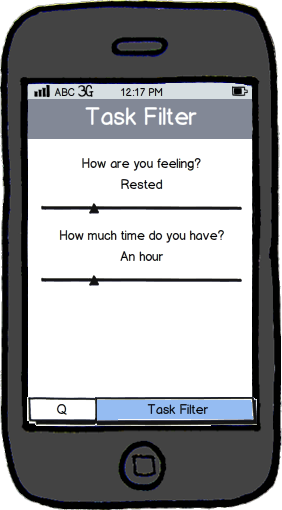 ABC 3G 12:17 PM
Task Filter
How are you feeling?
Rested
How much time do you have?
An hour
Q Task Filter